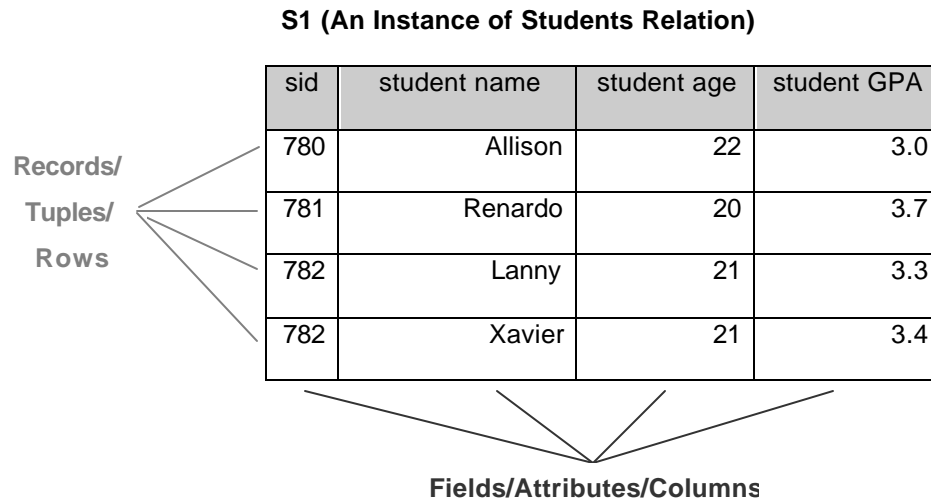 S1 (An Instance of Students Relation)
sid student name student age student GPA
780 Allison 22 3.0
781 Renardo 20 3.7
782 Lanny 21 3.3
782 Xavier 21 3.4
Records/
Tuples/
Rows
Fields/Attributes/Columns